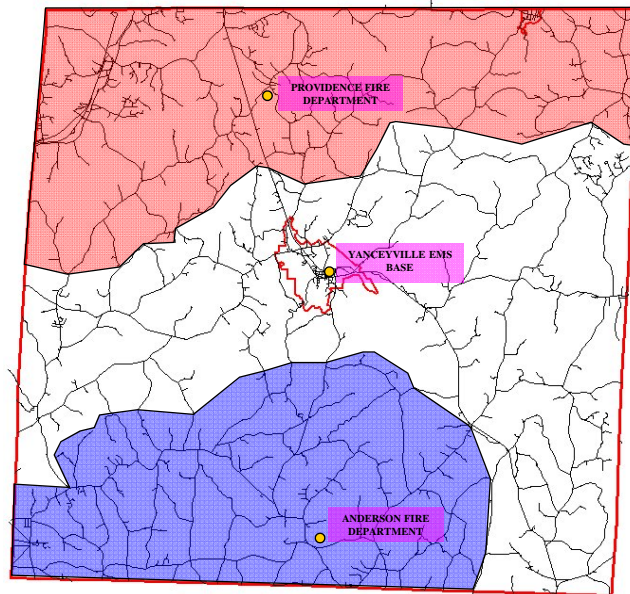 PROVIDENCE FIRE
DEPARTMENT
YANCEYVILLE EMS
BASE
ANDERSON FIRE
DEPARTMENT